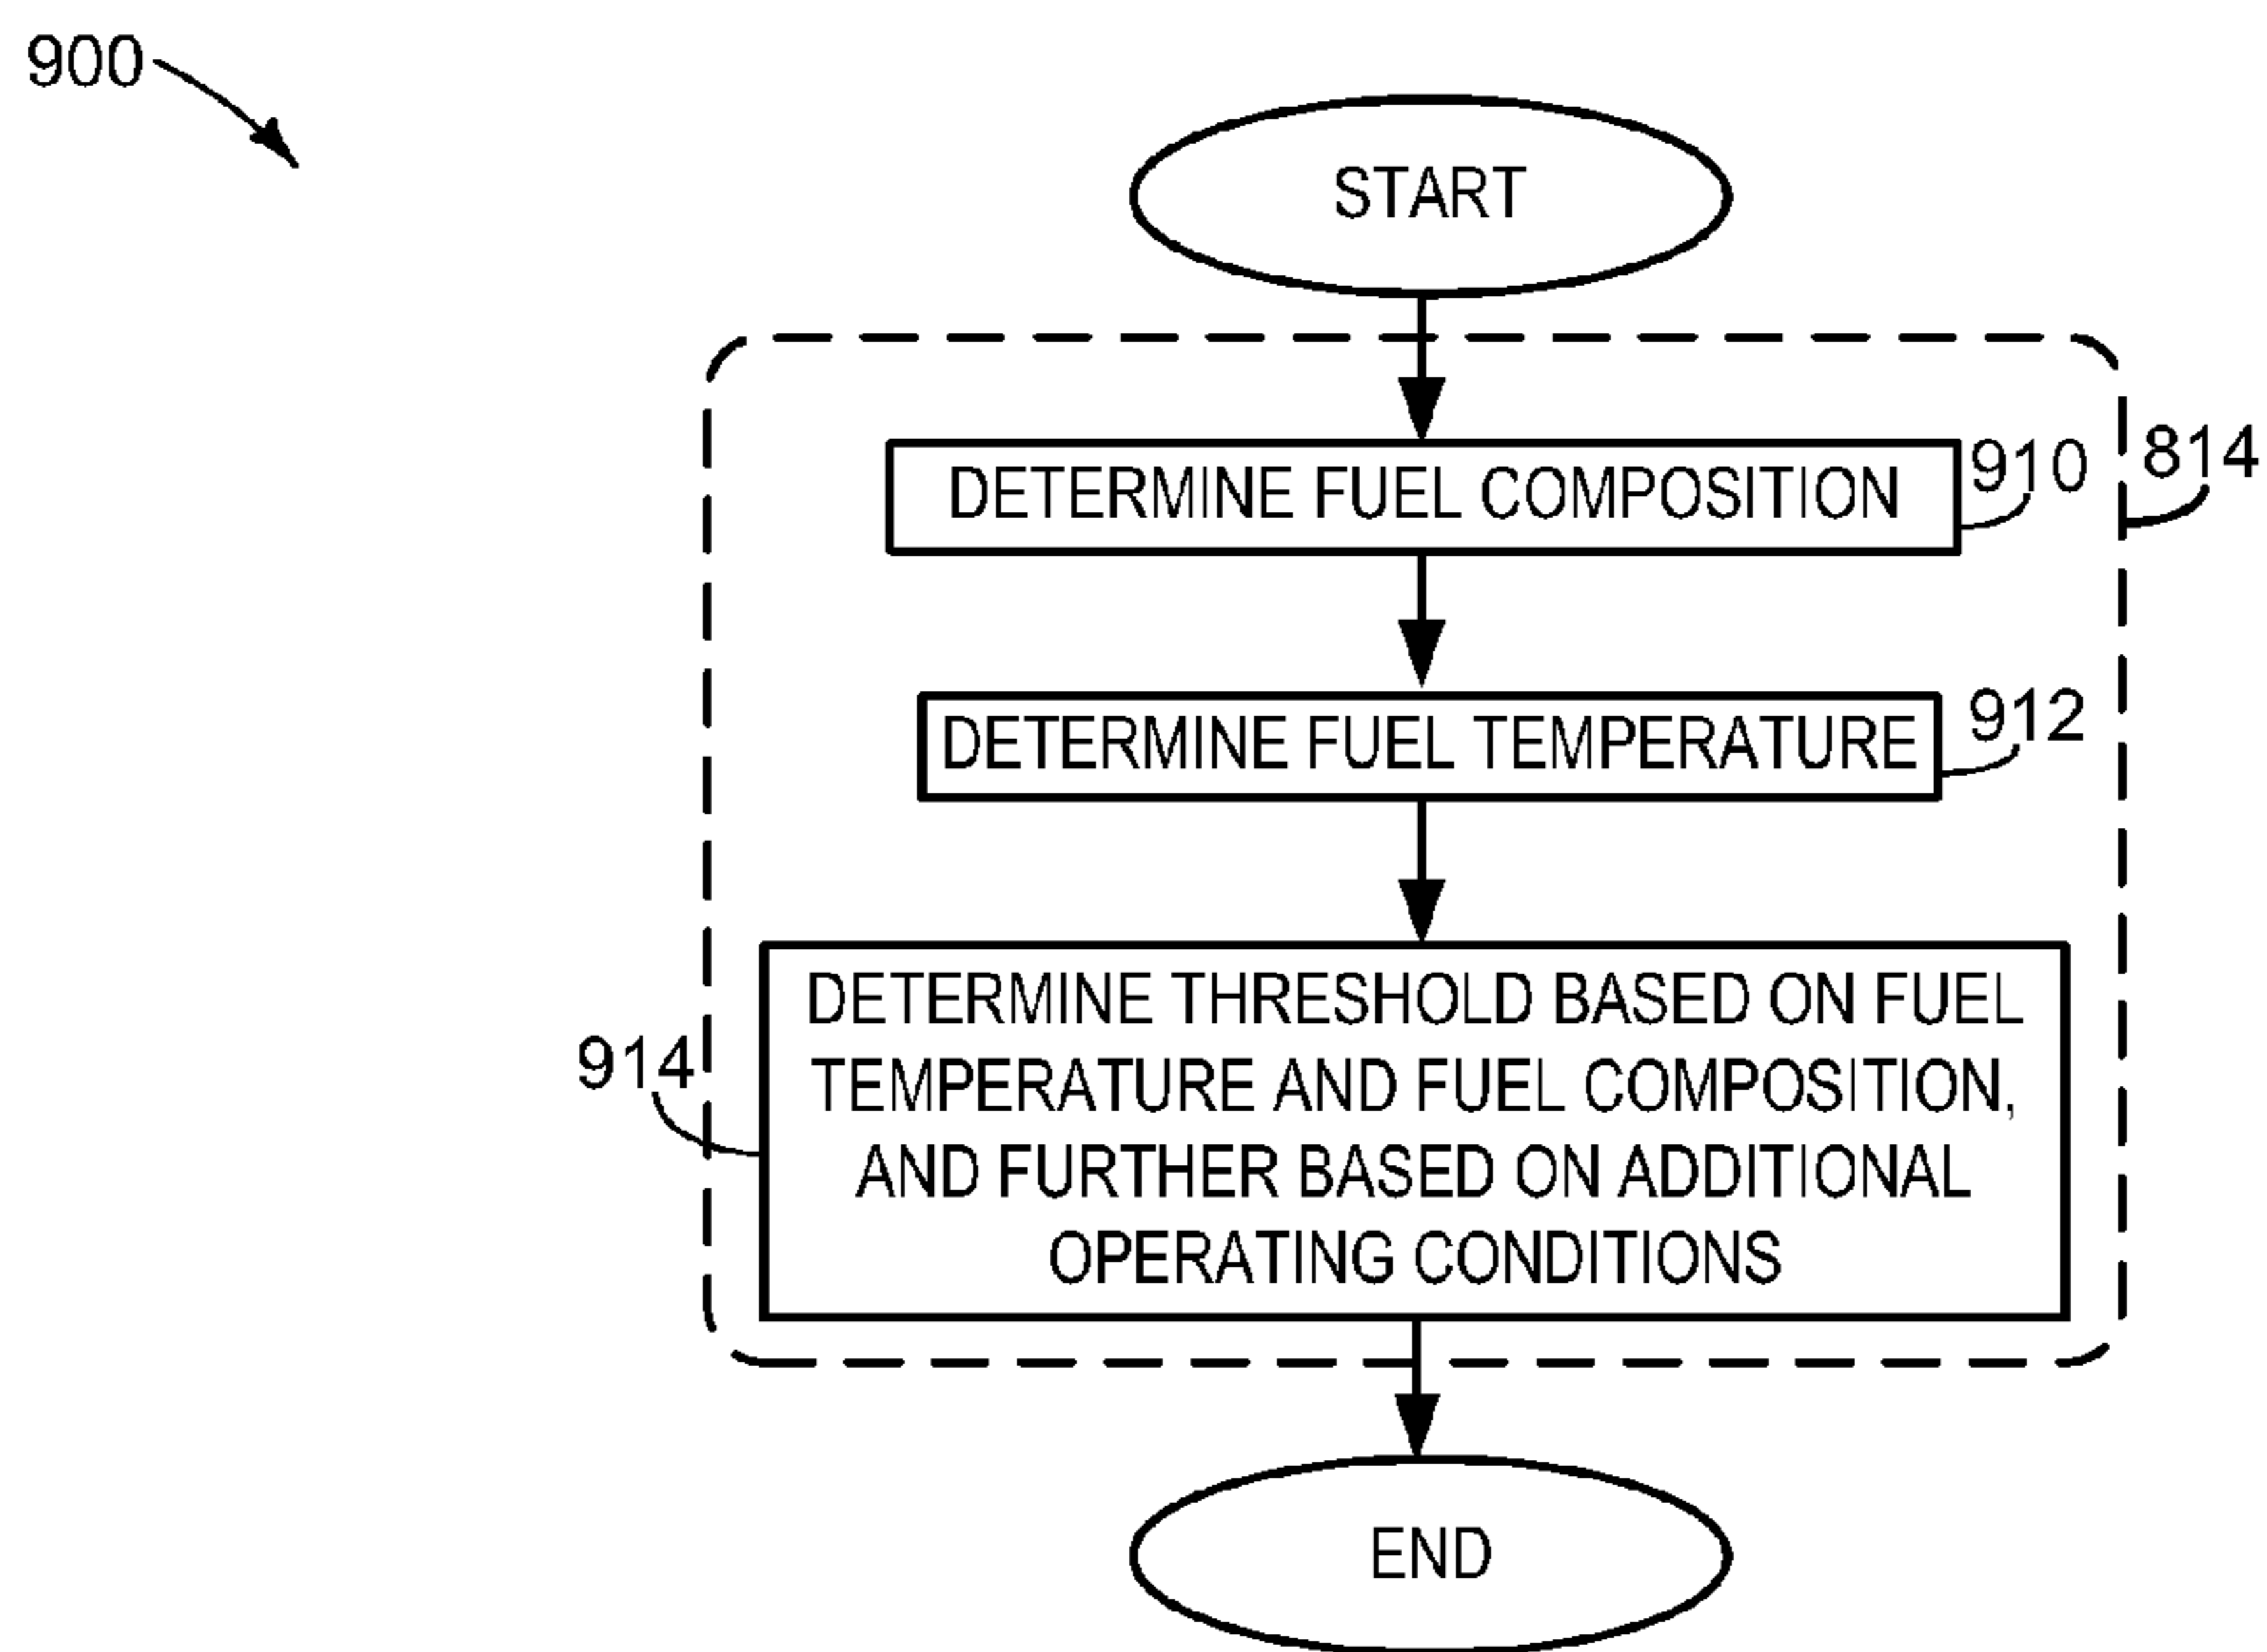 900
START
DETERMINE FUEL COMPOSITION
910
814
DETERMINE FUEL TEMPERATURE
912
DETERMINE THRESHOLD BASED ON FUEL
TEMPERATURE AND FUEL COMPOSITION,
AND FURTHER BASED ON ADDITIONAL
OPERATING CONDITIONS
914
END